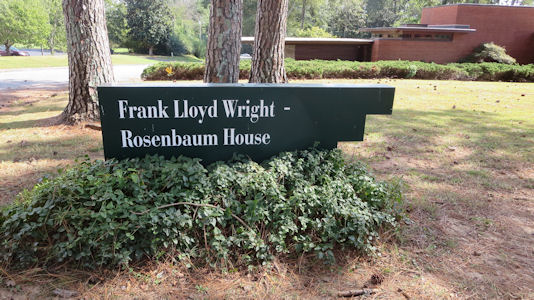 Frank Lloyd Wright -
Rosenbaum House